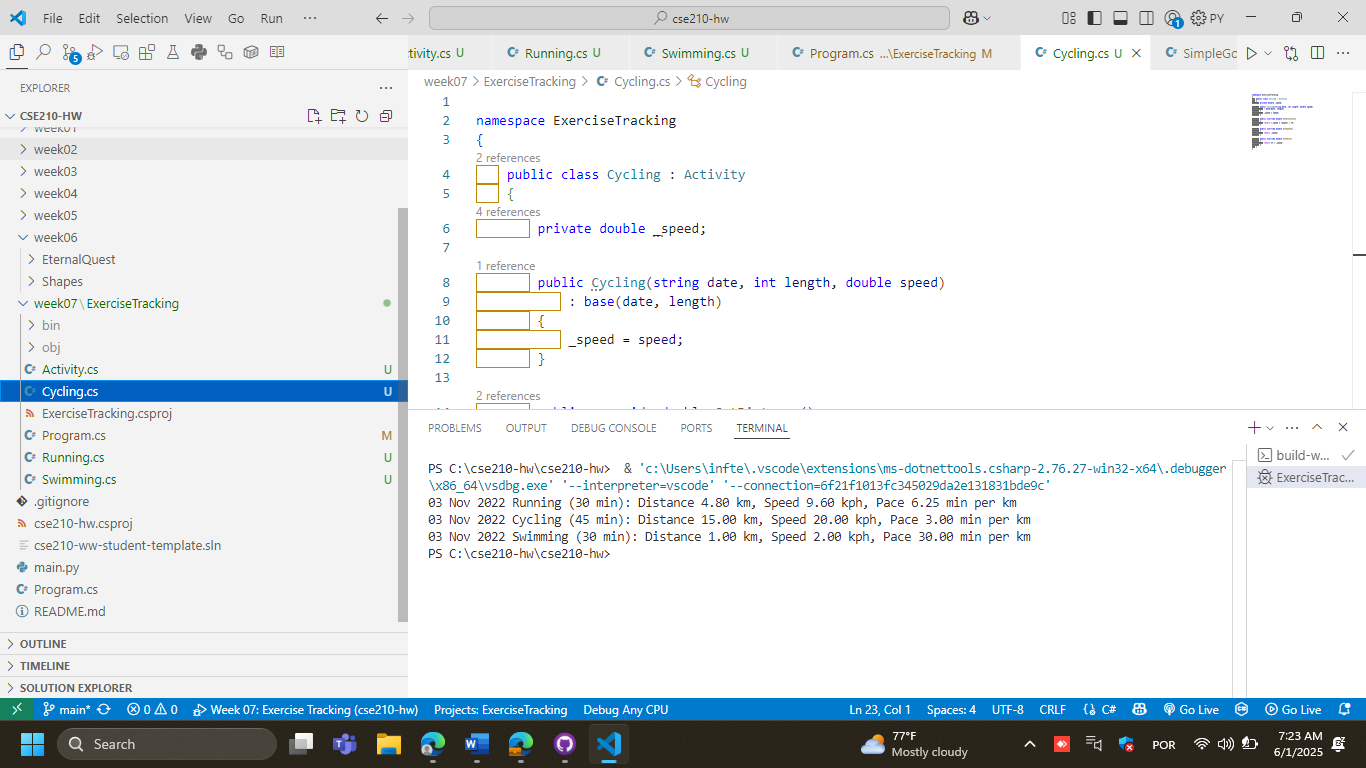 File Edit Selection View Go Run ··· cse210-hw PY
5 ctivity.cs U Running.cs U Swimming.cs U Program.cs ...\ExerciseTracking M Cycling.cs U SimpleGo
EXPLORER
week07 > ExerciseTracking > Cycling.cs > Cycling
CSE210-HW
week01
week02
week03
week04
week05
week06
EternalQuest
Shapes
week07\ExerciseTracking
bin
obj
Activity.cs U
Cycling.cs U
ExerciseTracking.csproj
Program.cs M
Running.cs U
Swimming.cs U
.gitignore
cse210-hw.csproj
cse210-ww-student-template.sln
main.py
Program.cs
README.md
OUTLINE
TIMELINE
SOLUTION EXPLORER
1
2 namespace ExerciseTracking
3 {
2 references
4 public class Cycling : Activity
5 {
4 references
6 private double _speed;
7
1 reference
8 public Cycling(string date, int length, double speed)
9 : base(date, length)
10 {
11 _speed = speed;
12 }
13
2 references
PROBLEMS OUTPUT DEBUG CONSOLE PORTS TERMINAL
PS C:\cse210-hw\cse210-hw> & 'c:\Users\infte\.vscode\extensions\ms-dotnettools.csharp-2.76.27-win32-x64\.debugger
\x86_64\vsdbg.exe' '--interpreter=vscode' '--connection=6f21f1013fc345029da2e131831bde9c'
03 Nov 2022 Running (30 min): Distance 4.80 km, Speed 9.60 kph, Pace 6.25 min per km
03 Nov 2022 Cycling (45 min): Distance 15.00 km, Speed 20.00 kph, Pace 3.00 min per km
03 Nov 2022 Swimming (30 min): Distance 1.00 km, Speed 2.00 kph, Pace 30.00 min per km
PS C:\cse210-hw\cse210-hw>
build-w...
ExerciseTrac...
main* 0 0 Week 07: Exercise Tracking (cse210-hw) Projects: ExerciseTracking Debug Any CPU Ln 23, Col 1 Spaces: 4 UTF-8 CRLF {} C# Go Live Go Live
Search 77°F Mostly cloudy POR 7:23 AM
6/1/2025